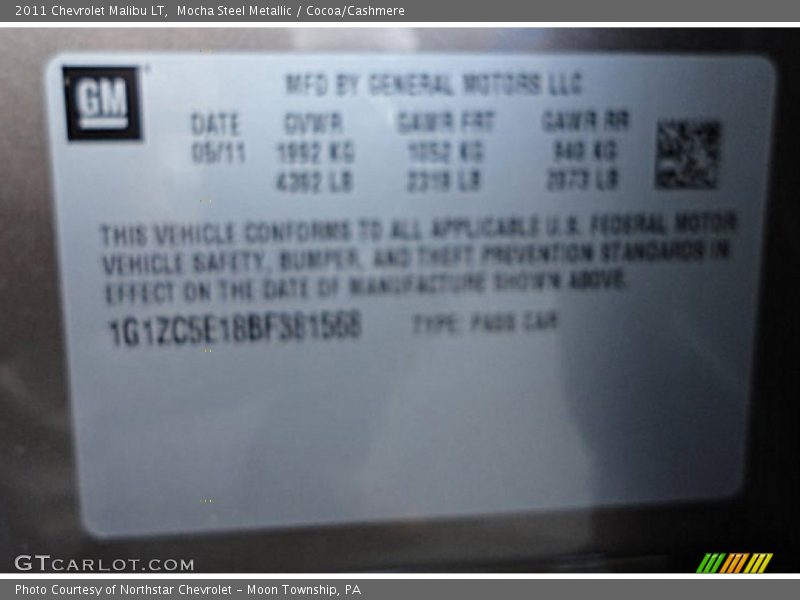 2011 Chevrolet Malibu LT,  Mocha Steel Metallic / Cocoa/Cashmere
GM
MFD BY GENERAL MOTORS LLC
DATE GVWR GAWR FRT GAWR RR
05/11 1992 KG 1052 KG 940 KG
4392 LB 2319 LB 2073 LB
THIS VEHICLE CONFORMS TO ALL APPLICABLE U.S. FEDERAL MOTOR
VEHICLE SAFETY, BUMPER, AND THEFT PREVENTION STANDARDS IN
EFFECT ON THE DATE OF MANUFACTURE SHOWN ABOVE.
1G1ZC5E18BF381568 TYPE: PASS CAR
GTCARLOT.COM
Photo Courtesy of Northstar Chevrolet - Moon Township, PA